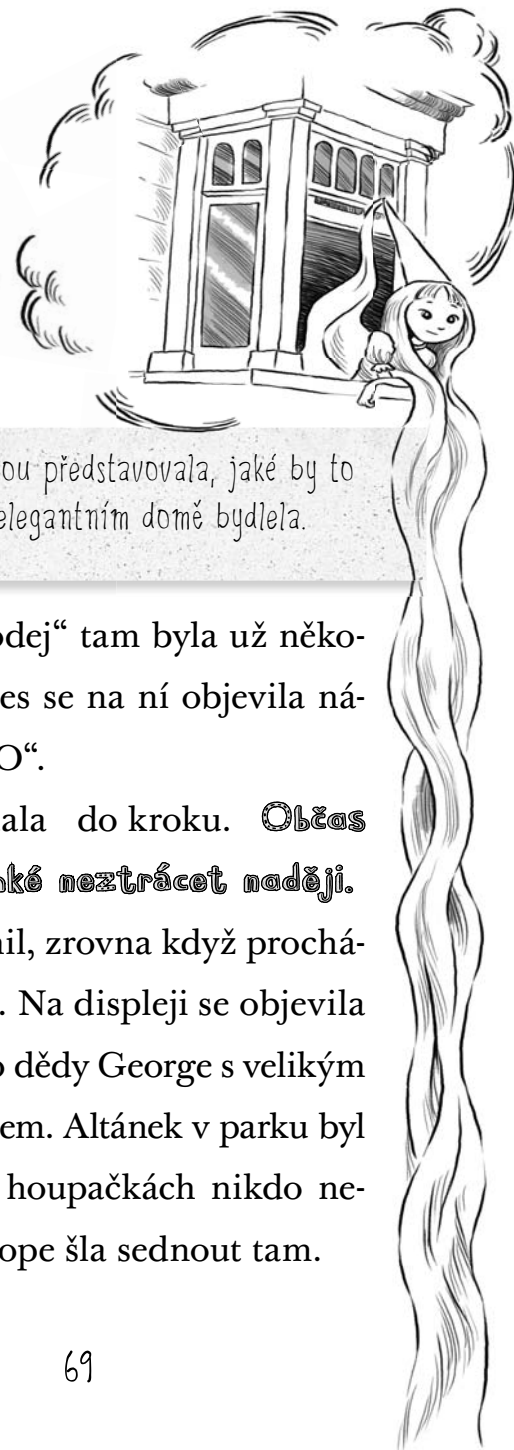 ou představovala, jaké by to
elegantním domě bydlela.
odej“ tam byla už něko-
es se na ní objevila ná-
O“.
ala do kroku. Občas
ké neztrácet naději.
nil, zrovna když prochá-
. Na displeji se objevila
o dědy George s velikým
em. Altánek v parku byl
houpačkách nikdo ne-
ope šla sednout tam.
69